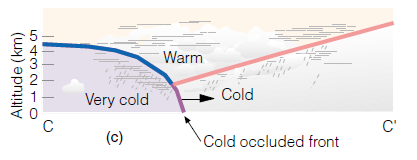 Altitude (km)
5
4
3
2
1
0
Warm
Very cold
Cold
C
C'
(c)
Cold occluded front